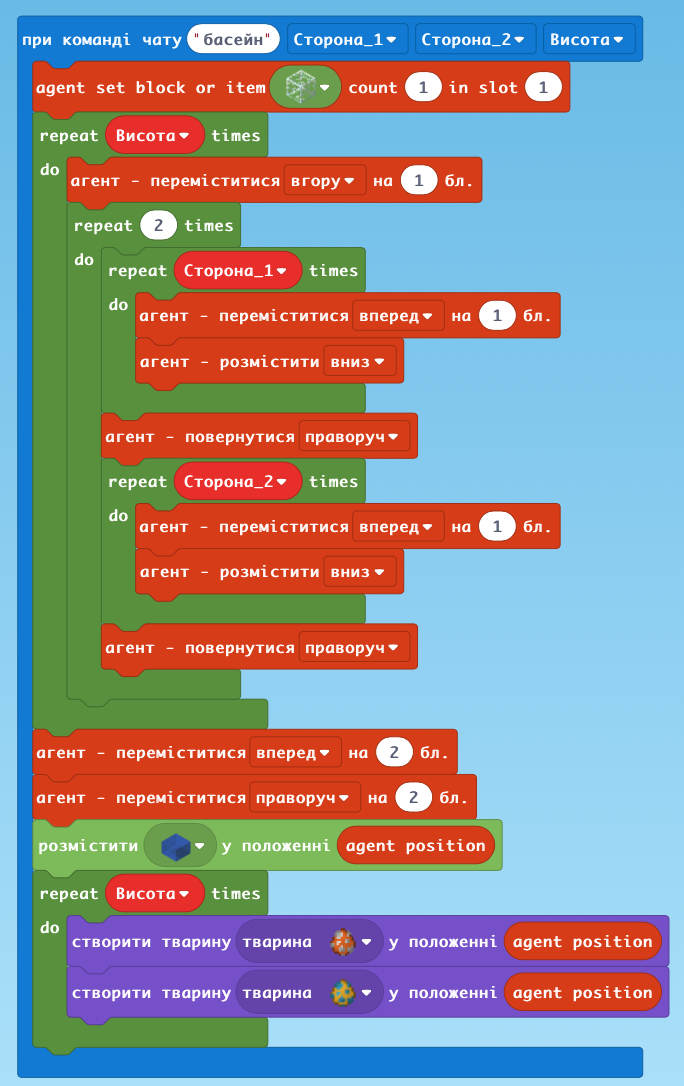 при команді чату "басейн" Сторона_1 Сторона_2 Висота
agent set block or item count 1 in slot 1
repeat Висота times
do
агент - переміститися вгору на 1 бл.
repeat 2 times
do
repeat Сторона_1 times
do
агент - переміститися вперед на 1 бл.
агент - розмістити вниз
агент - повернутися праворуч
repeat Сторона_2 times
do
агент - переміститися вперед на 1 бл.
агент - розмістити вниз
агент - повернутися праворуч
агент - переміститися вперед на 2 бл.
агент - переміститися праворуч на 2 бл.
розмістити у положенні agent position
repeat Висота times
do
створити тварину тварина у положенні agent position
створити тварину тварина у положенні agent position